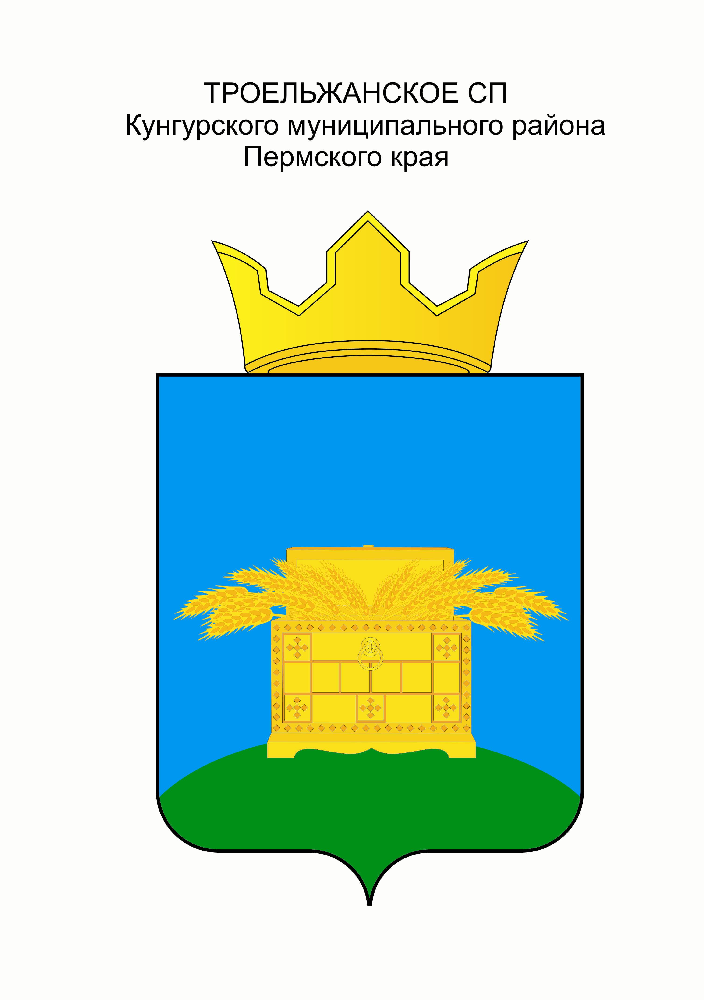 ТРОЕЛЬЖАНСКОЕ СП
Кунгурского муниципального района
Пермского края